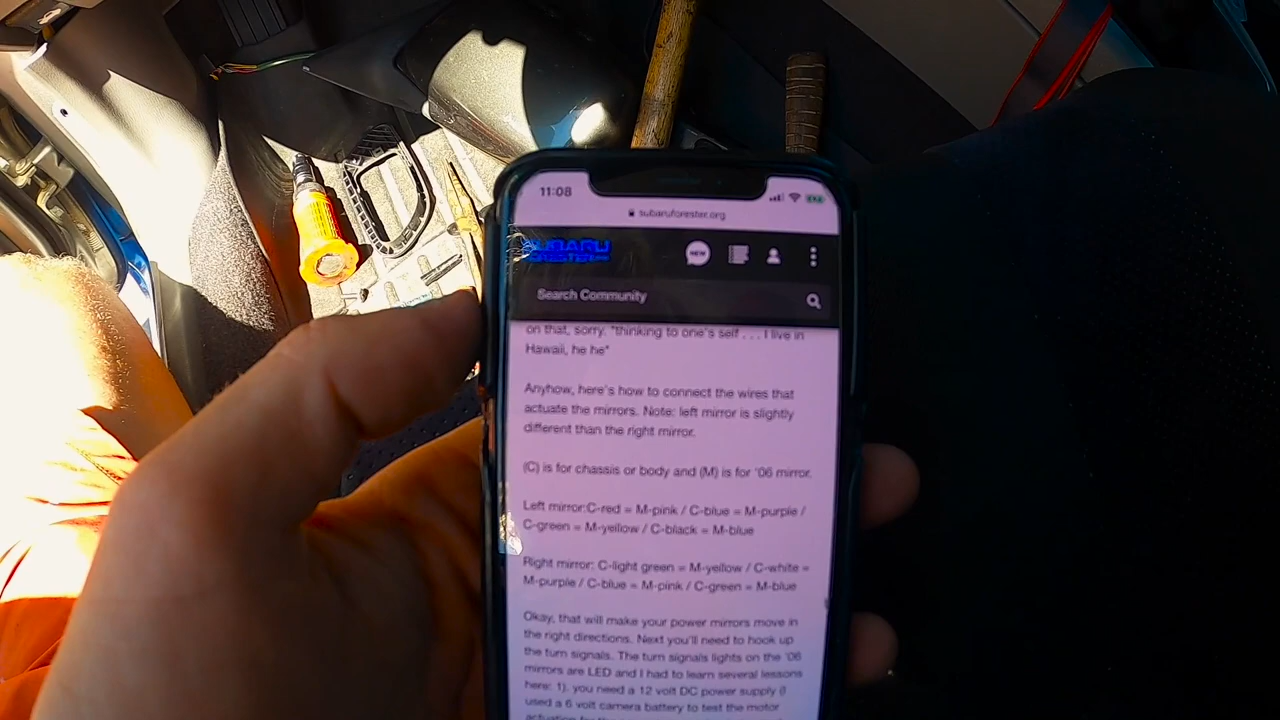 11:08
subaruforester.org
SUBARU
FORESTER
NEW
Search Community
on that, sorry. *thinking to one's self . . . I live in
Hawaii, he he*
Anyhow, here's how to connect the wires that
actuate the mirrors. Note: left mirror is slightly
different than the right mirror.
(C) is for chassis or body and (M) is for '06 mirror.
Left mirror:C-red = M-pink / C-blue = M-purple /
C-green = M-yellow / C-black = M-blue
Right mirror: C-light green = M-yellow / C-white =
M-purple / C-blue = M-pink / C-green = M-blue
Okay, that will make your power mirrors move in
the right directions. Next you'll need to hook up
the turn signals. The turn signals lights on the '06
mirrors are LED and I had to learn several lessons
here: 1). you need a 12 volt DC power supply (I
used a 6 volt camera battery to test the motor
actuation for the